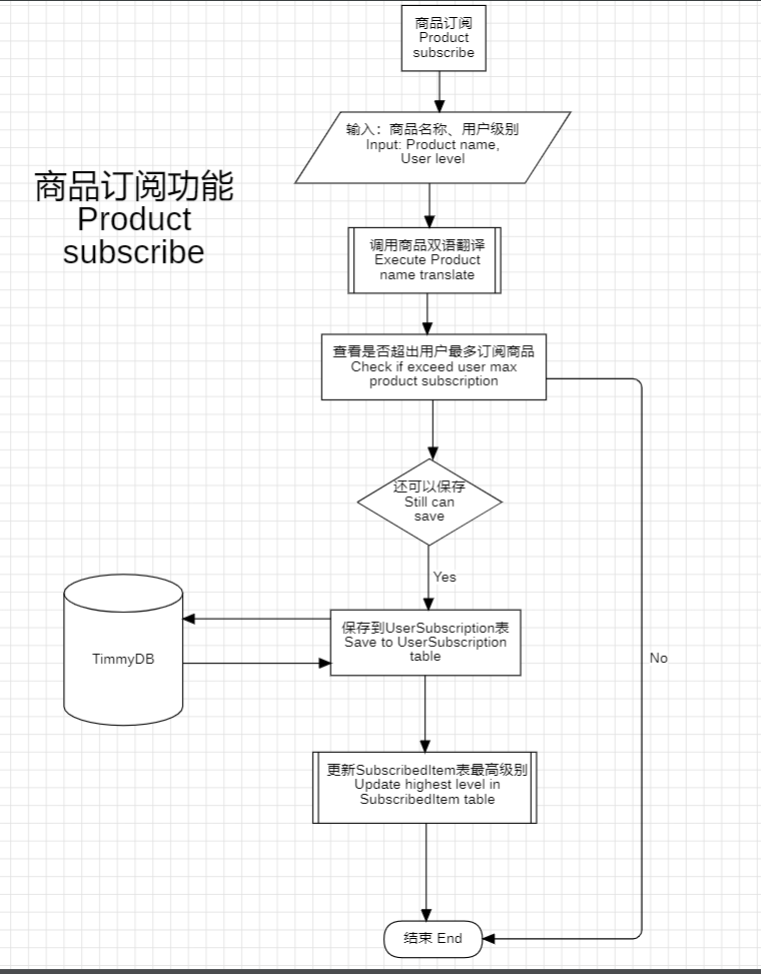 商品订阅
Product
subscribe
输入：商品名称、用户级别
Input: Product name,
User level
商品订阅功能
Product
subscribe
调用商品双语翻译
Execute Product
name translate
查看是否超出用户最多订阅商品
Check if exceed user max
product subscription
还可以保存
Still can
save
Yes
保存到UserSubscription表
Save to UserSubscription
table
TimmyDB
No
更新SubscribedItem表最高级别
Update highest level in
SubscribedItem table
结束 End